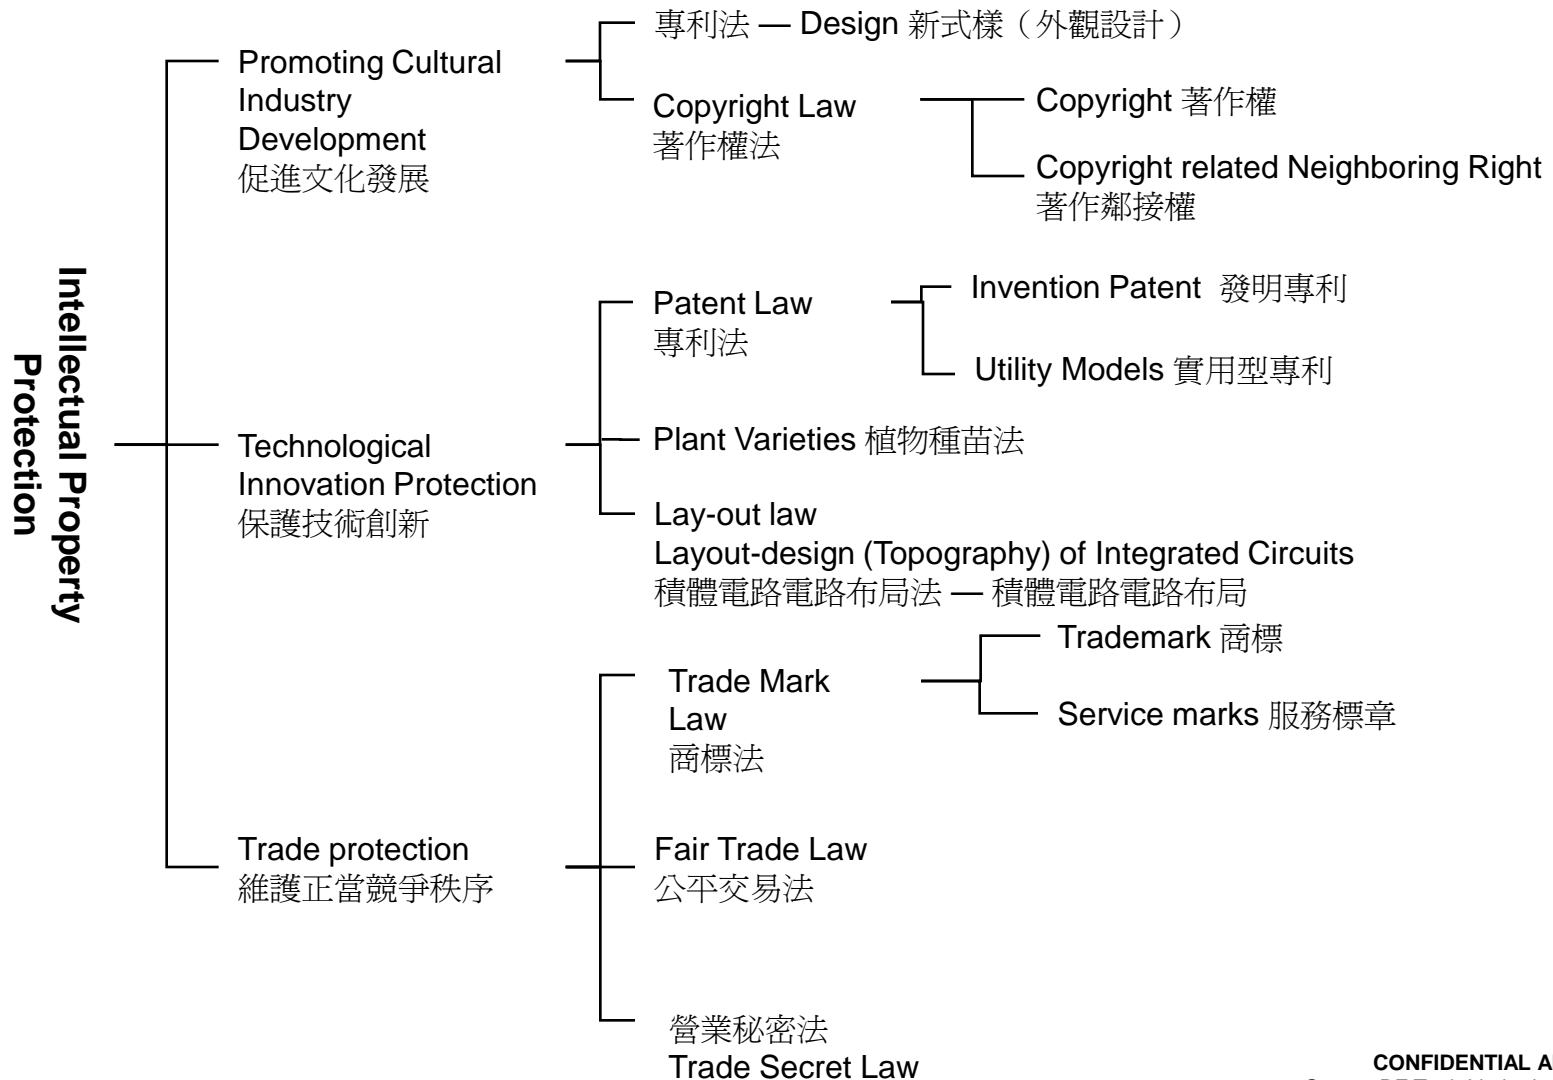 Intellectual Property
Protection
Promoting Cultural
Industry
Development
促進文化發展
專利法 — Design 新式樣（外觀設計）
Copyright Law
著作權法
Copyright 著作權
Copyright related Neighboring Right
著作鄰接權
Technological
Innovation Protection
保護技術創新
Patent Law
專利法
Invention Patent 發明專利
Utility Models 實用型專利
Plant Varieties 植物種苗法
Lay-out law
Layout-design (Topography) of Integrated Circuits
積體電路電路布局法 — 積體電路電路布局
Trade protection
維護正當競爭秩序
Trade Mark
Law
商標法
Trademark 商標
Service marks 服務標章
Fair Trade Law
公平交易法
營業秘密法
Trade Secret Law
CONFIDENTIAL A